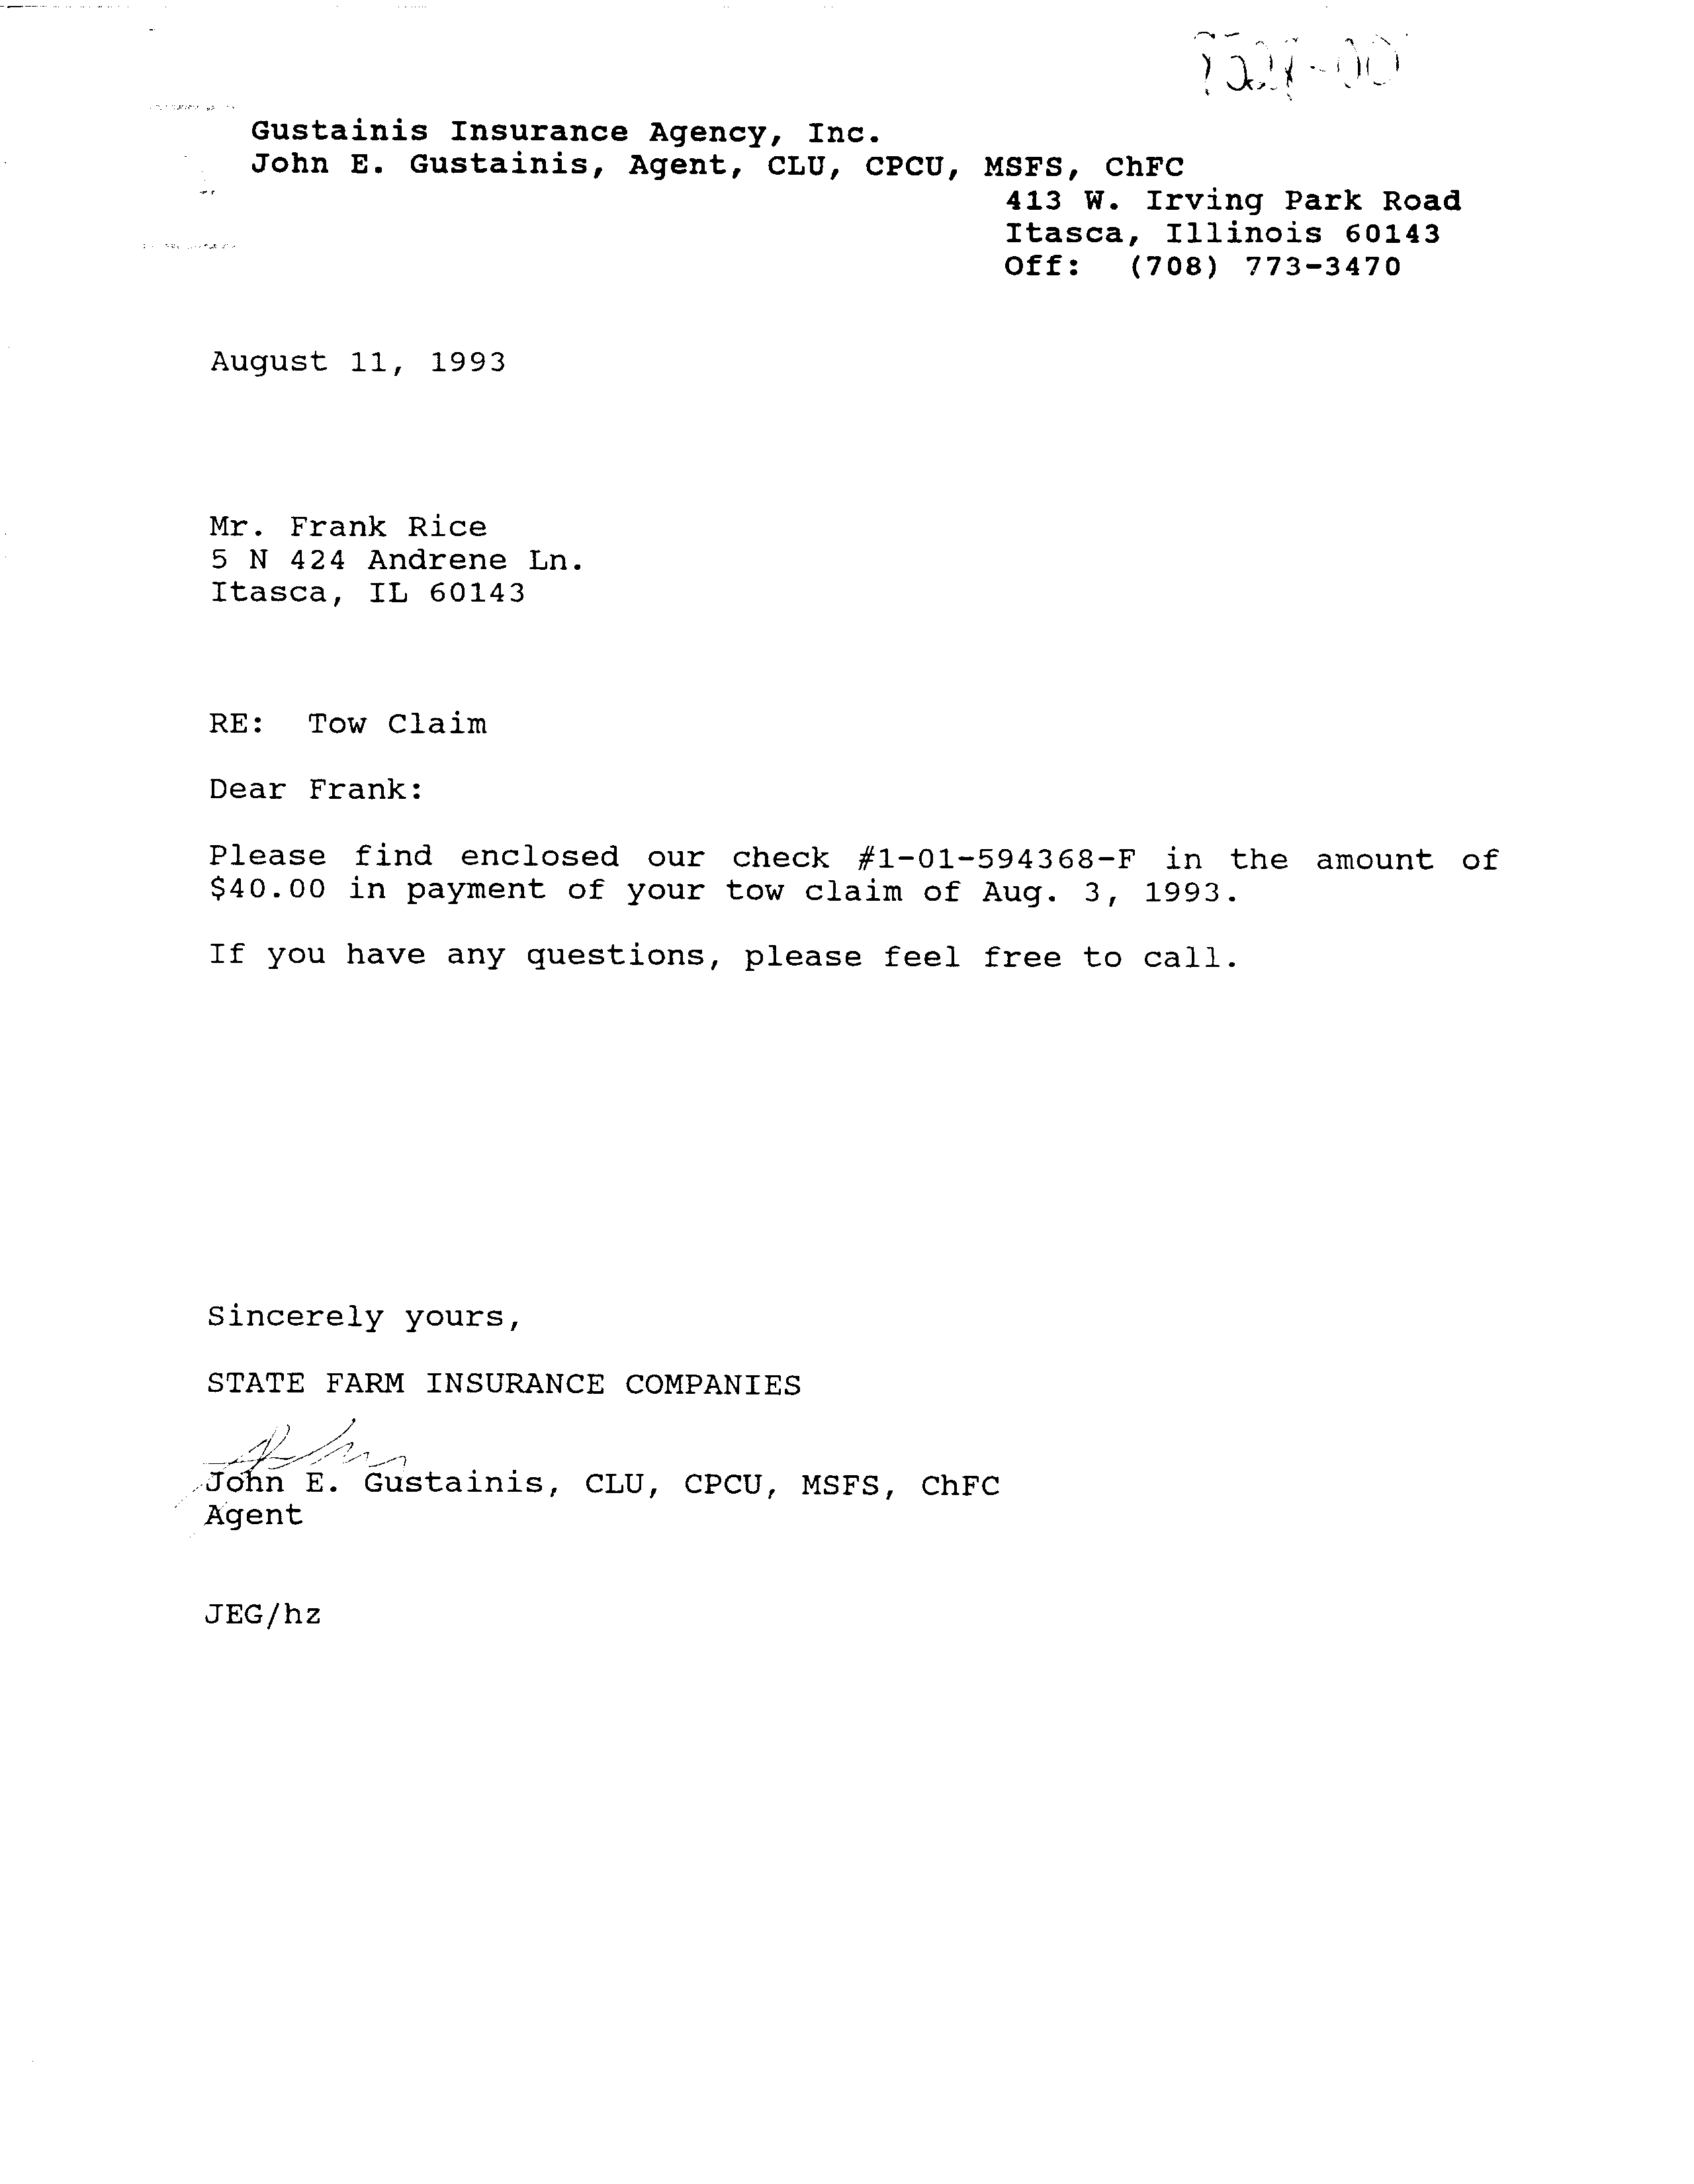 Gustainis Insurance Agency, Inc.
John E. Gustainis, Agent, CLU, CPCU, MSFS, ChFC
413 W. Irving Park Road
Itasca, Illinois 60143
Off: (708) 773-3470
August 11, 1993
Mr. Frank Rice
5 N 424 Andrene Ln.
Itasca, IL 60143
RE: Tow Claim
Dear Frank:
Please find enclosed our check #1-01-594368-F in the amount of
$40.00 in payment of your tow claim of Aug. 3, 1993.
If you have any questions, please feel free to call.
Sincerely yours,
STATE FARM INSURANCE COMPANIES
John E. Gustainis, CLU, CPCU, MSFS, ChFC
Agent
JEG/hz